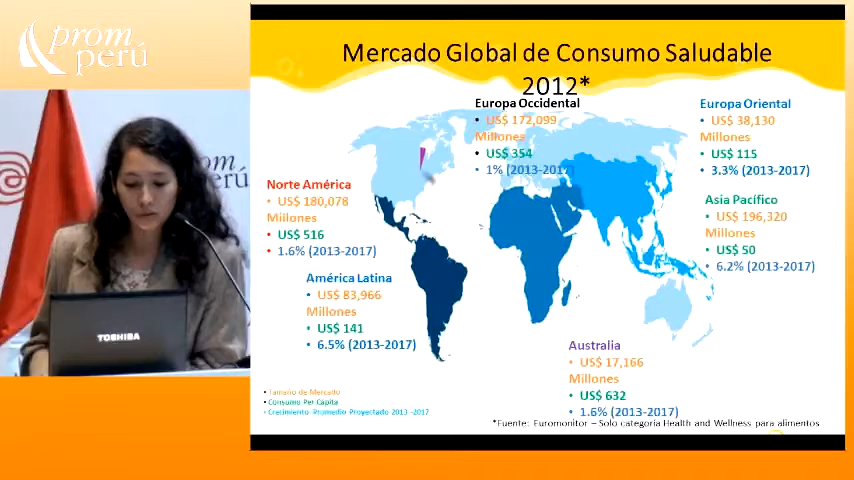 prom
perú
prom
perú
TOSHIBA
Mercado Global de Consumo Saludable
2012*
Europa Occidental
• US$ 172,099
Millones
• US$ 354
• 1% (2013-2017)
Europa Oriental
• US$ 38,130
Millones
• US$ 115
• 3.3% (2013-2017)
Norte América
• US$ 180,078
Miillones
• US$ 516
• 1.6% (2013-2017)
Asia Pacífico
• US$ 196,320
Millones
• US$ 50
• 6.2% (2013-2017)
América Latina
• US$ 83,966
Millones
• US$ 141
• 6.5% (2013-2017)
Australia
• US$ 17,166
Millones
• US$ 632
• 1.6% (2013-2017)
• Tamaño de Mercado
• Consumo Per Cápita
• Crecimiento Promedio Proyectado 2013 -2017
*Fuente: Euromonitor – Solo categoría Health and Wellness para alimentos